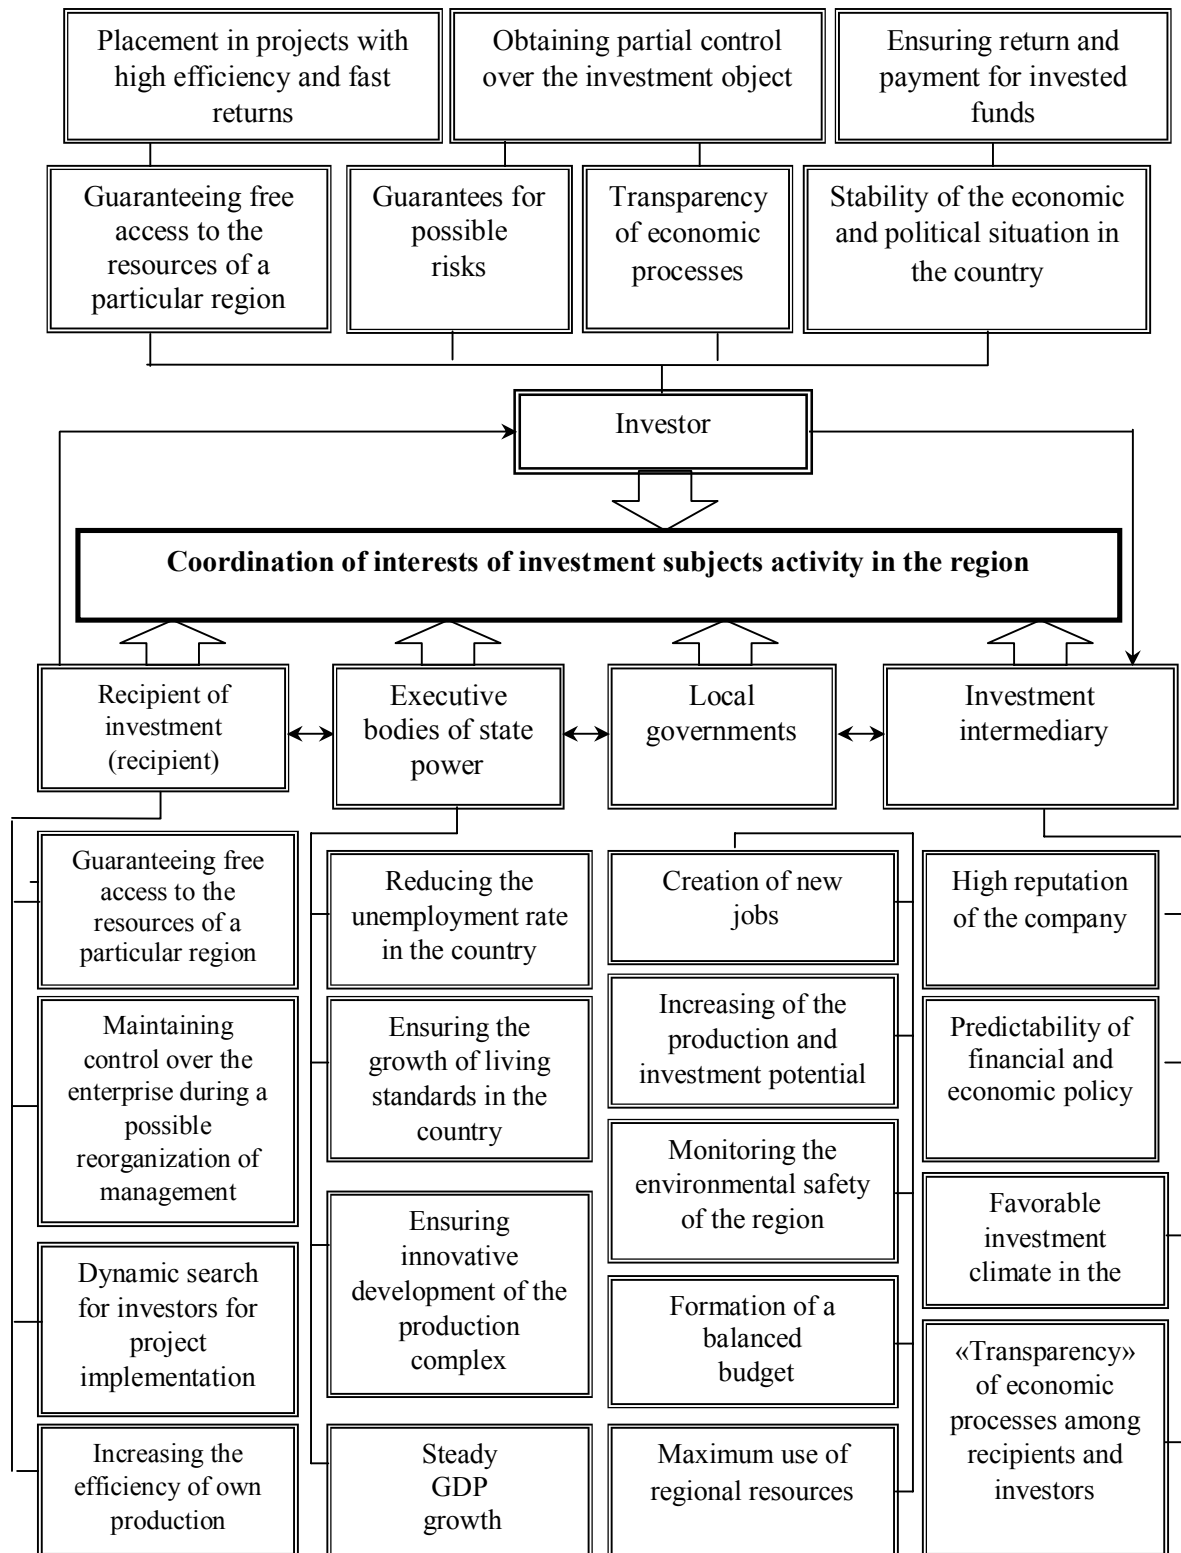 Placement in projects with
high efficiency and fast
returns
Obtaining partial control
over the investment object
Ensuring return and
payment for invested
funds
Guaranteeing free
access to the
resources of a
particular region
Guarantees for
possible
risks
Transparency
of economic
processes
Stability of the economic
and political situation in
the country
Investor
Coordination of interests of investment subjects activity in the region
Recipient of
investment
(recipient)
Executive
bodies of state
power
Local
governments
Investment
intermediary
Guaranteeing free
access to the
resources of a
particular region
Maintaining
control over the
enterprise during a
possible
reorganization of
management
Dynamic search
for investors for
project
implementation
Increasing the
efficiency of own
production
Reducing the
unemployment rate
in the country
Ensuring the
growth of living
standards in the
country
Ensuring
innovative
development of the
production
complex
Steady
GDP
growth
Creation of new
jobs
Increasing of the
production and
investment potential
Monitoring the
environmental safety
of the region
Formation of a
balanced
budget
Maximum use of
regional resources
High reputation
of the company
Predictability of
financial and
economic policy
Favorable
investment
climate in the
«Transparency»
of economic
processes among
recipients and
investors